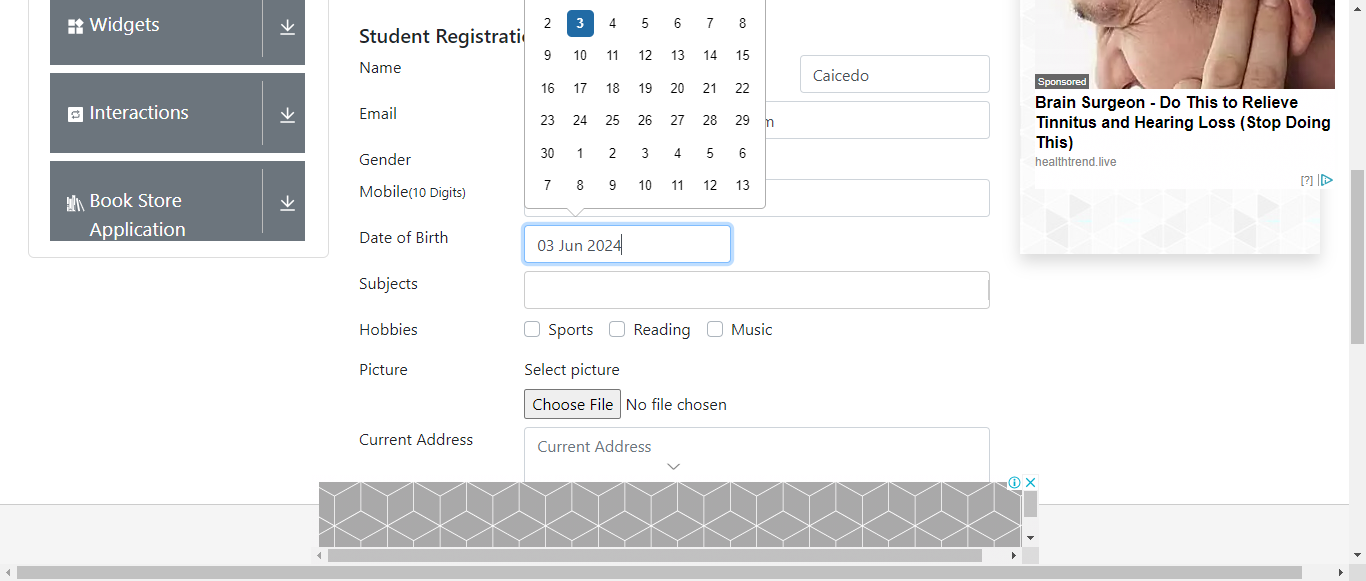 Widgets
Interactions
Book Store
Application
2 3 4 5 6 7 8
9 10 11 12 13 14 15
16 17 18 19 20 21 22
23 24 25 26 27 28 29
30 1 2 3 4 5 6
7 8 9 10 11 12 13
Student Registratio
Name
Caicedo
Email
m
Gender
Mobile(10 Digits)
Date of Birth
03 Jun 2024
Subjects
Hobbies
Sports Reading Music
Picture
Select picture
Choose File No file chosen
Current Address
Current Address
Sponsored
Brain Surgeon - Do This to Relieve
Tinnitus and Hearing Loss (Stop Doing
This)
healthtrend.live
[?]